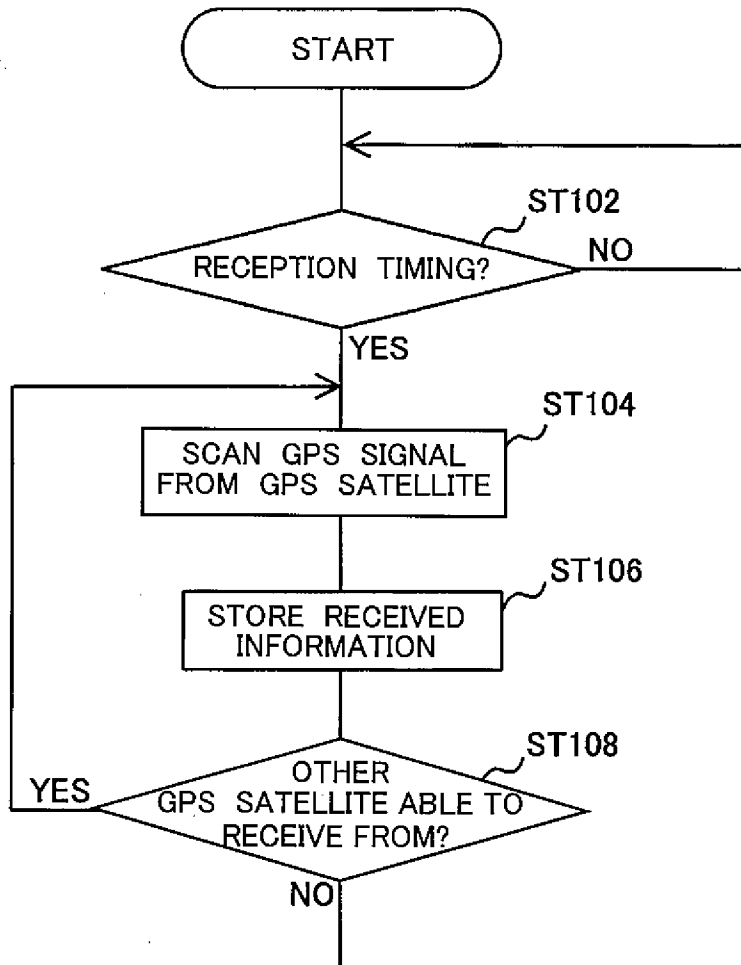 START
ST102
RECEPTION TIMING?
NO
YES
ST104
SCAN GPS SIGNAL
FROM GPS SATELLITE
ST106
STORE RECEIVED
INFORMATION
ST108
OTHER
GPS SATELLITE ABLE TO
RECEIVE FROM?
YES
NO